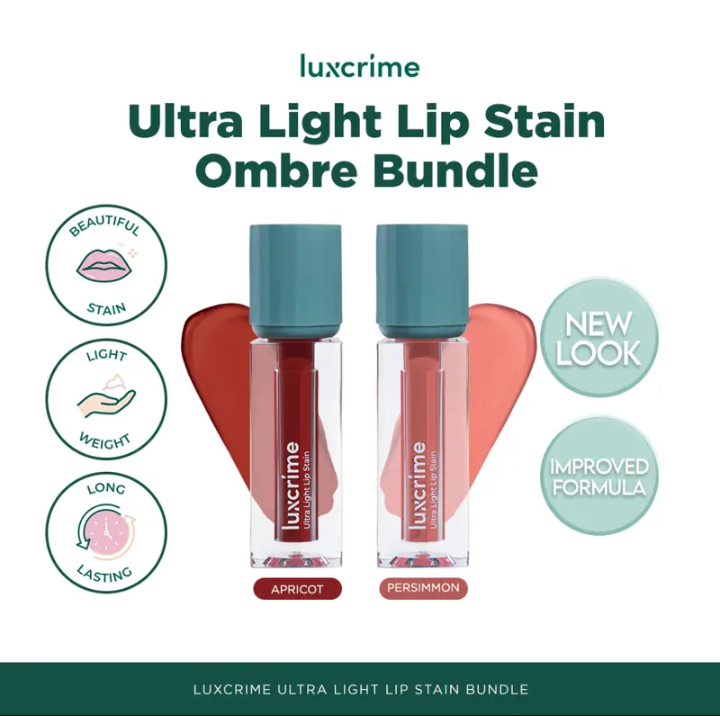 luxcrime
Ultra Light Lip Stain
Ombre Bundle
BEAUTIFUL
STAIN
LIGHT
WEIGHT
LONG
LASTING
luxcrime
Ultra Light Lip Stain
luxcrime
Ultra Light Lip Stain
APRICOT
PERSIMMON
NEW
LOOK
IMPROVED
FORMULA
LUXCRIME ULTRA LIGHT LIP STAIN BUNDLE